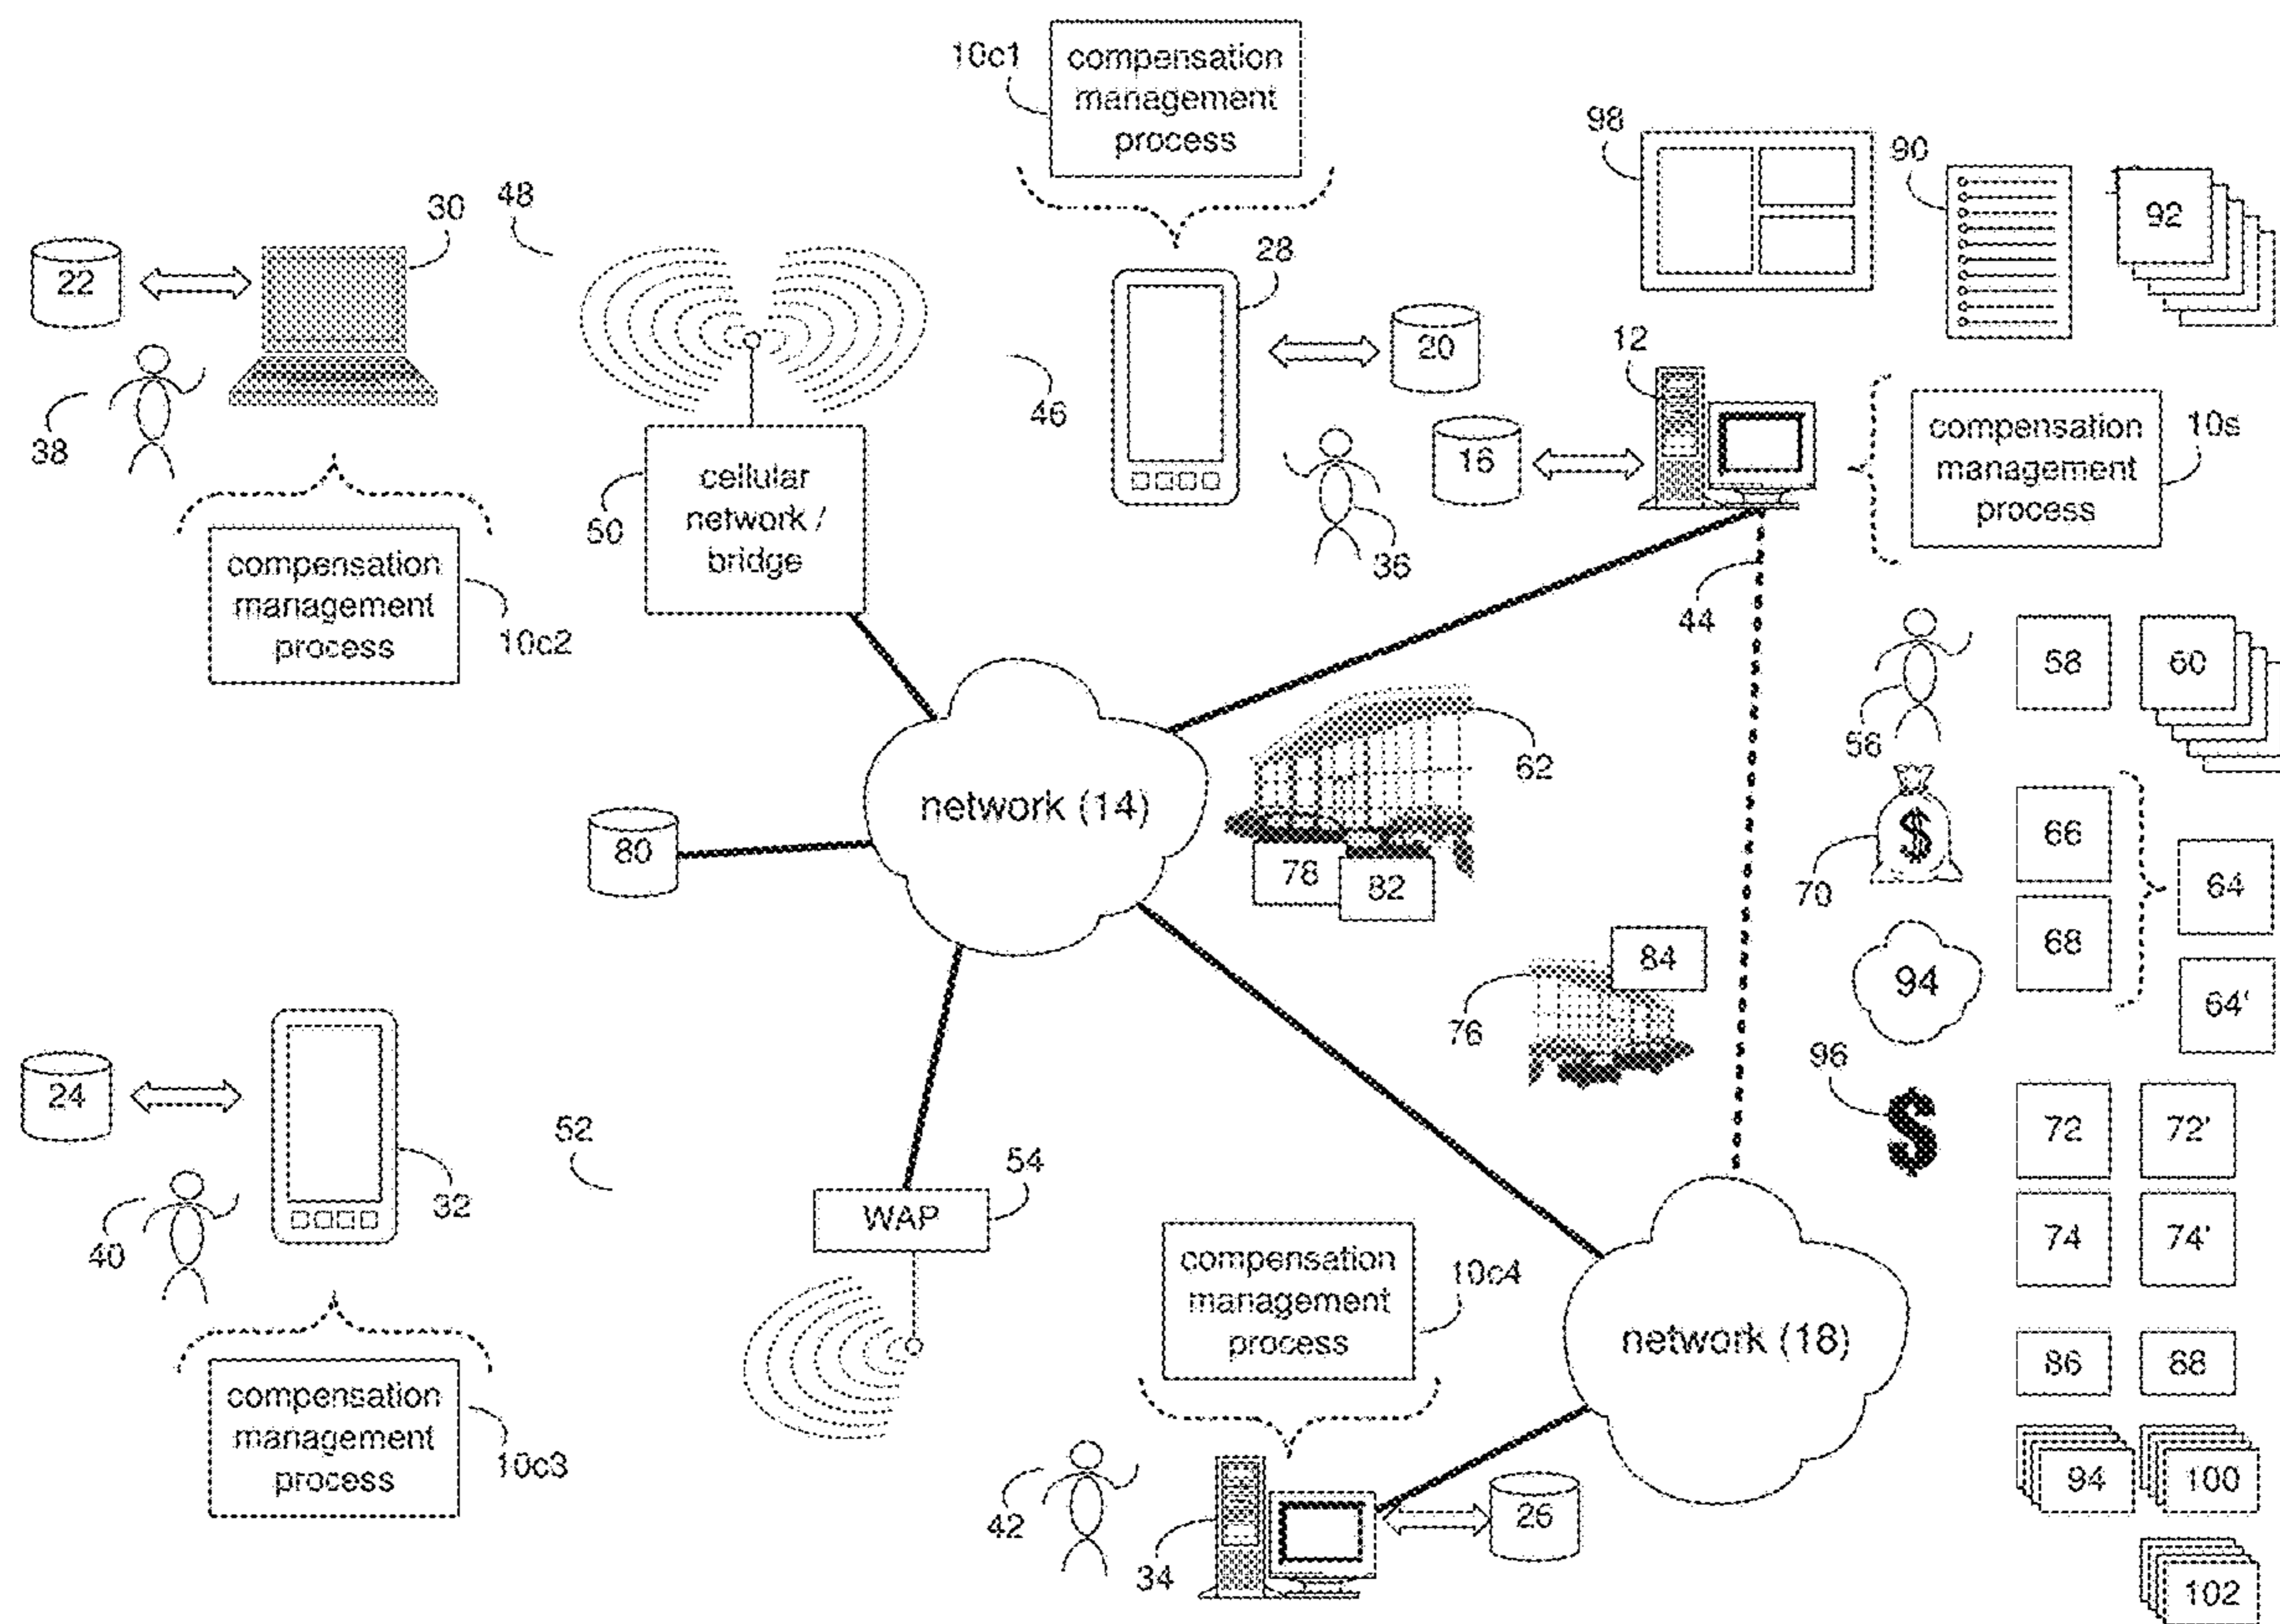 10c1
compensation
management
process
98
90
92
48
30
22
28
20
12
46
16
38
36
compensation
management
process
10s
cellular
network /
bridge
50
44
compensation
management
process
10c2
58
60
56
62
network (14)
80
78
82
66
64
70
68
84
94
64'
76
96
24
52
72
72'
32
54
WAP
40
74
74'
compensation
management
process
10c4
network (18)
86
88
compensation
management
process
10c3
94
100
42
34
26
102